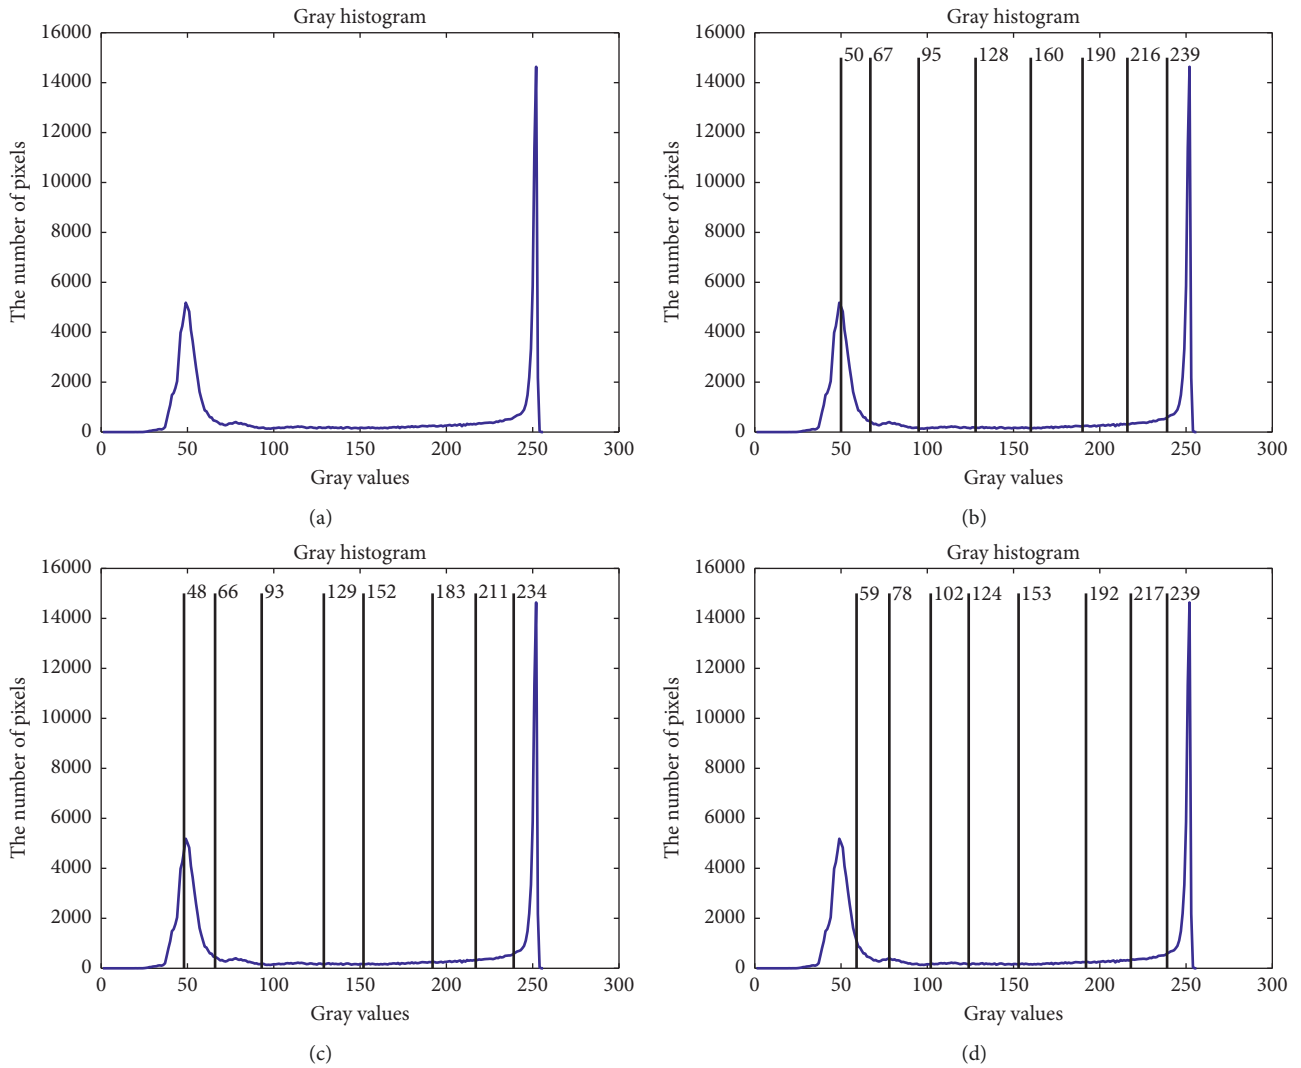 Gray histogram
16000
14000
12000
10000
8000
6000
4000
2000
0
The number of pixels
0 50 100 150 200 250 300
Gray values
(a)
Gray histogram
16000
14000
12000
10000
8000
6000
4000
2000
0
The number of pixels
50 67 95 128 160 190 216 239
0 50 100 150 200 250 300
Gray values
(b)
Gray histogram
16000
14000
12000
10000
8000
6000
4000
2000
0
The number of pixels
48 66 93 129 152 183 211 234
0 50 100 150 200 250 300
Gray values
(c)
Gray histogram
16000
14000
12000
10000
8000
6000
4000
2000
0
The number of pixels
59 78 102 124 153 192 217 239
0 50 100 150 200 250 300
Gray values
(d)